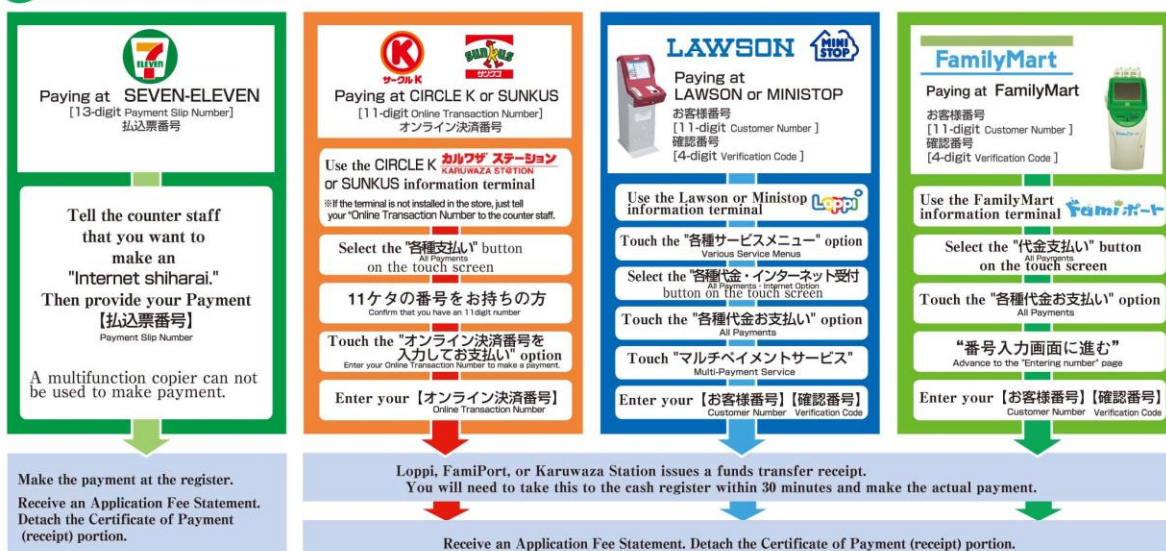 7
ELEVEN
Paying at SEVEN-ELEVEN
[13-digit Payment Slip Number]
払込票番号
Tell the counter staff
that you want to
make an
"Internet shiharai."
Then provide your Payment
【払込票番号】
Payment Slip Number
A multifunction copier can not
be used to make payment.
Make the payment at the register.
Receive an Application Fee Statement.
Detach the Certificate of Payment
(receipt) portion.
K
サークルK
sunkus
サンクス
Paying at CIRCLE K or SUNKUS
[11-digit Online Transaction Number]
オンライン決済番号
Use the CIRCLE K カルワザ ステーション
KARUWAZA STATION
or SUNKUS information terminal
※If the terminal is not installed in the store, just tell
your "Online Transaction Number to the counter staff.
Select the "各種支払い" button
All Payments
on the touch screen
11ケタの番号をお持ちの方
Confirm that you have an 11digit number
Touch the "オンライン決済番号を
入力してお支払い" option
Enter your Online Transaction Number to make a payment.
Enter your 【オンライン決済番号】
Online Transaction Number
LAWSON
MINI
STOP
Paying at
LAWSON or MINISTOP
お客様番号
[11-digit Customer Number ]
確認番号
[4-digit Verification Code ]
Use the Lawson or Ministop
information terminal Loppi
Touch the "各種サービスメニュー" option
Various Service Menus
Select the "各種代金・インターネット受付
All Payments - Internet Option
button on the touch screen
Touch the "各種代金お支払い" option
All Payments
Touch "マルチペイメントサービス"
Multi-Payment Service
Enter your 【お客様番号】【確認番号】
Customer Number Verification Code
FamilyMart
Paying at FamilyMart
お客様番号
[11-digit Customer Number ]
確認番号
[4-digit Verification Code ]
Use the FamilyMart
information terminal Famiポート
Select the "代金支払い" button
All Payments
on the touch screen
Touch the "各種代金お支払い" option
All Payments
“番号入力画面に進む”
Advance to the "Entering number" page
Enter your 【お客様番号】【確認番号】
Customer Number Verification Code
Loppi, FamiPort, or Karuwaza Station issues a funds transfer receipt.
You will need to take this to the cash register within 30 minutes and make the actual payment.
Receive an Application Fee Statement. Detach the Certificate of Payment (receipt) portion.